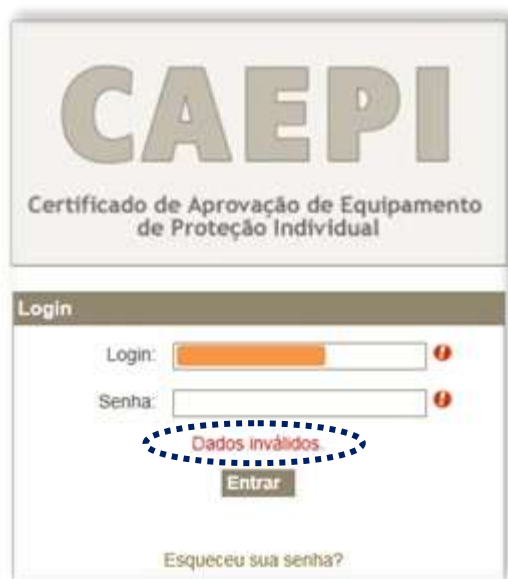 CAEPI
Certificado de Aprovação de Equipamento
de Proteção Individual
Login
Login:
Senha:
Dados inválidos.
Entrar
Esqueceu sua senha?